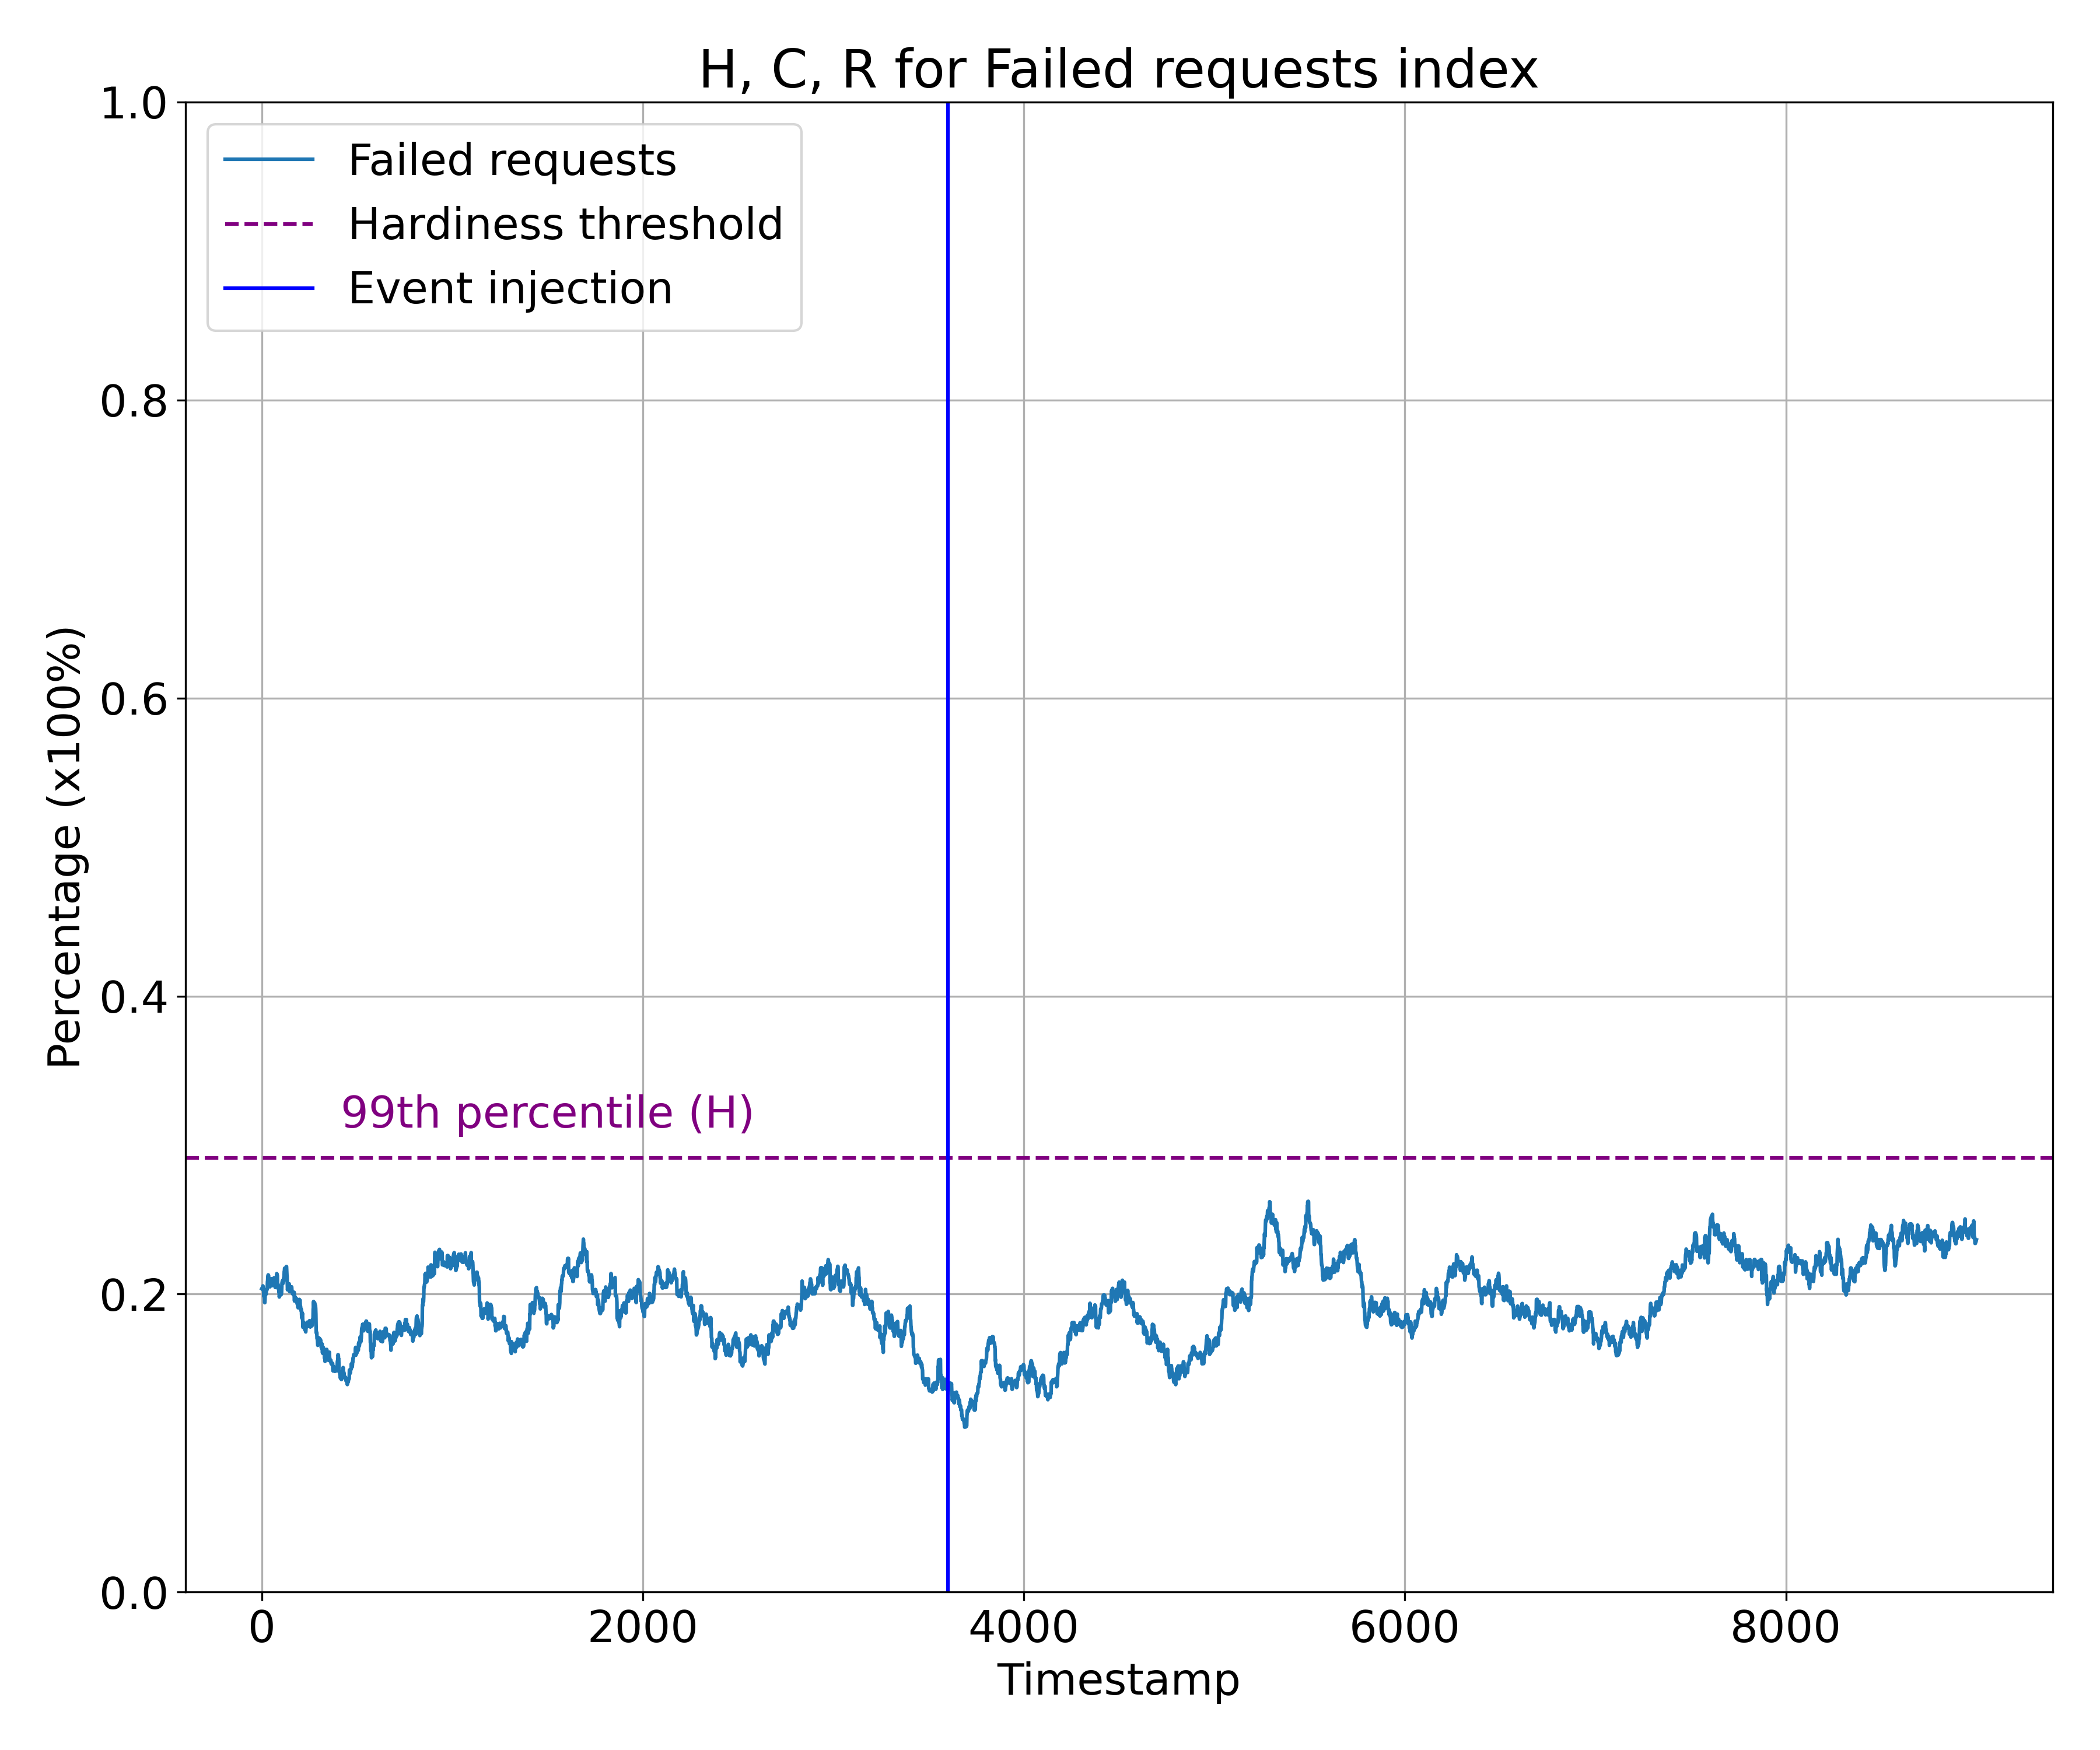 H, C, R for Failed requests index
Failed requests
Hardiness threshold
Event injection
99th percentile (H)
Percentage (x100%)
1.0
0.8
0.6
0.4
0.2
0.0
0 2000 4000 6000 8000
Timestamp